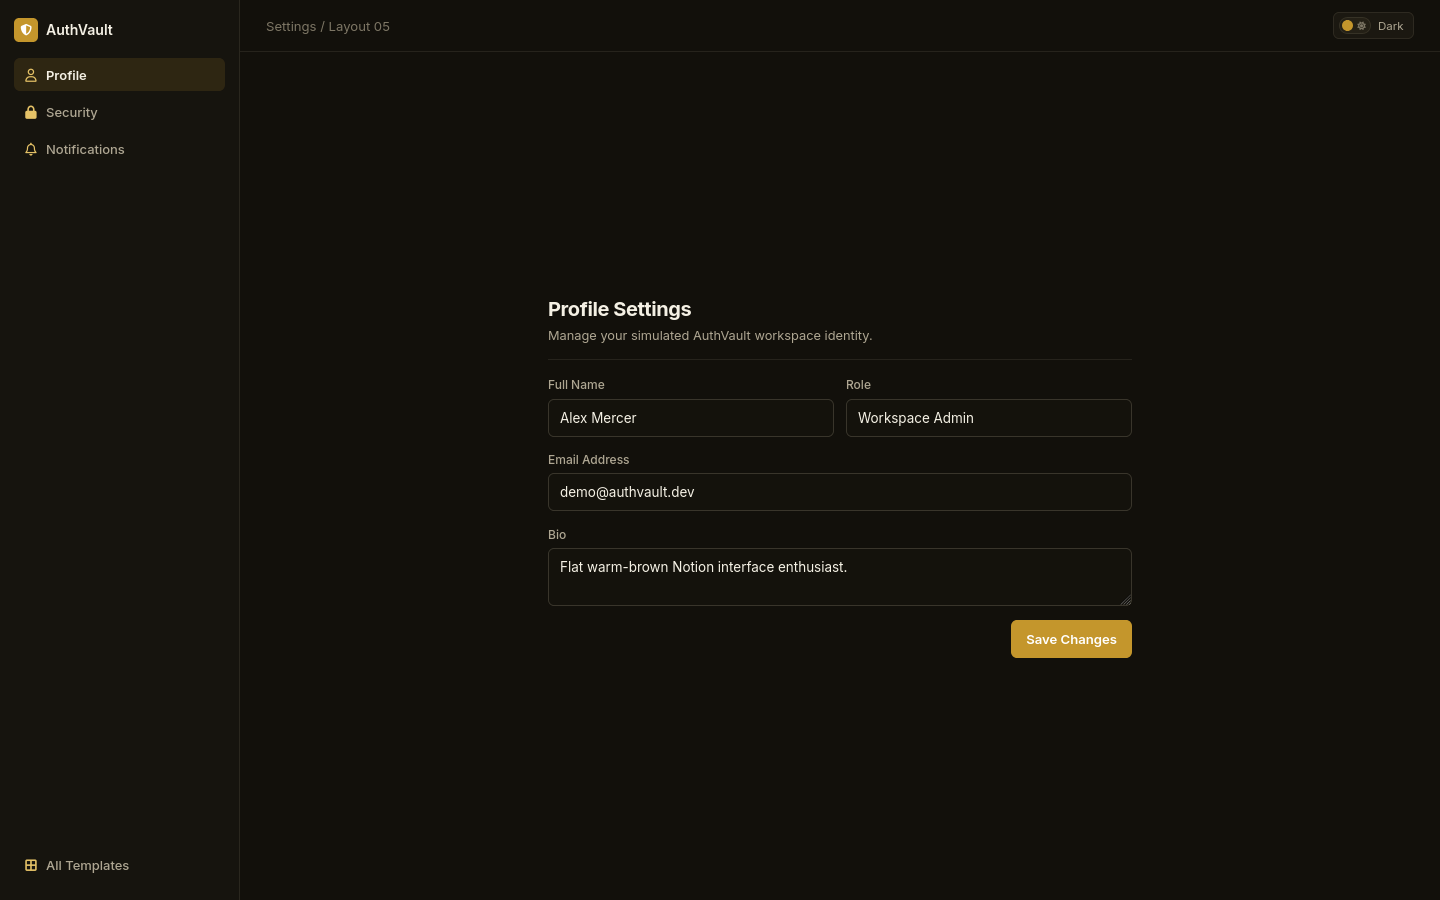 AuthVault
Profile
Security
Notifications
All Templates
Settings / Layout 05
Dark
Profile Settings
Manage your simulated AuthVault workspace identity.
Full Name
Role
Alex Mercer
Workspace Admin
Email Address
demo@authvault.dev
Bio
Flat warm-brown Notion interface enthusiast.
Save Changes